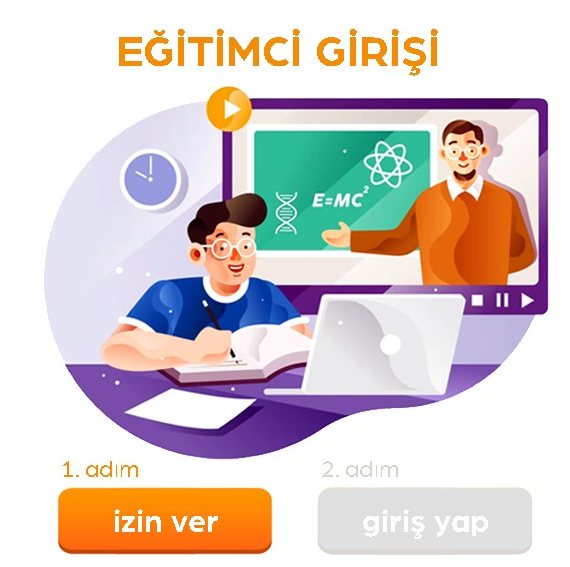 EĞİTİMCİ GİRİŞİ
E=MC²
1. adım
izin ver
2. adım
giriş yap